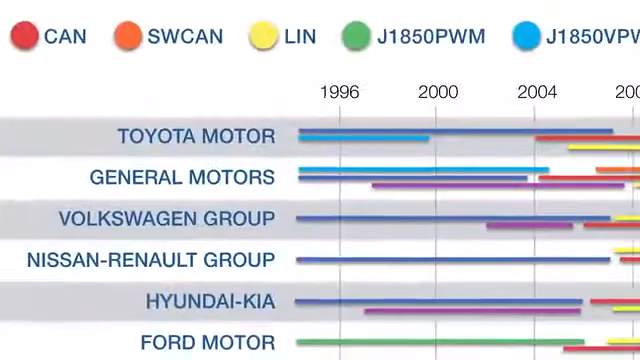 CAN SWCAN LIN J1850PWM J1850VPW
1996 2000 2004
TOYOTA MOTOR
GENERAL MOTORS
VOLKSWAGEN GROUP
NISSAN-RENAULT GROUP
HYUNDAI-KIA
FORD MOTOR